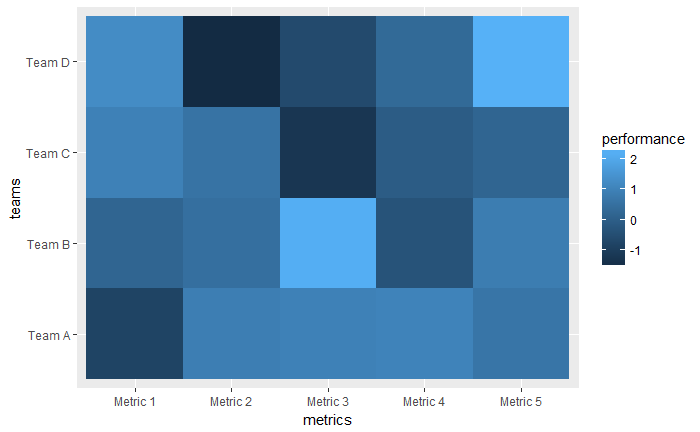 Team D
Team C
Team B
Team A
teams
Metric 1 Metric 2 Metric 3 Metric 4 Metric 5
metrics
performance
2
1
0
-1